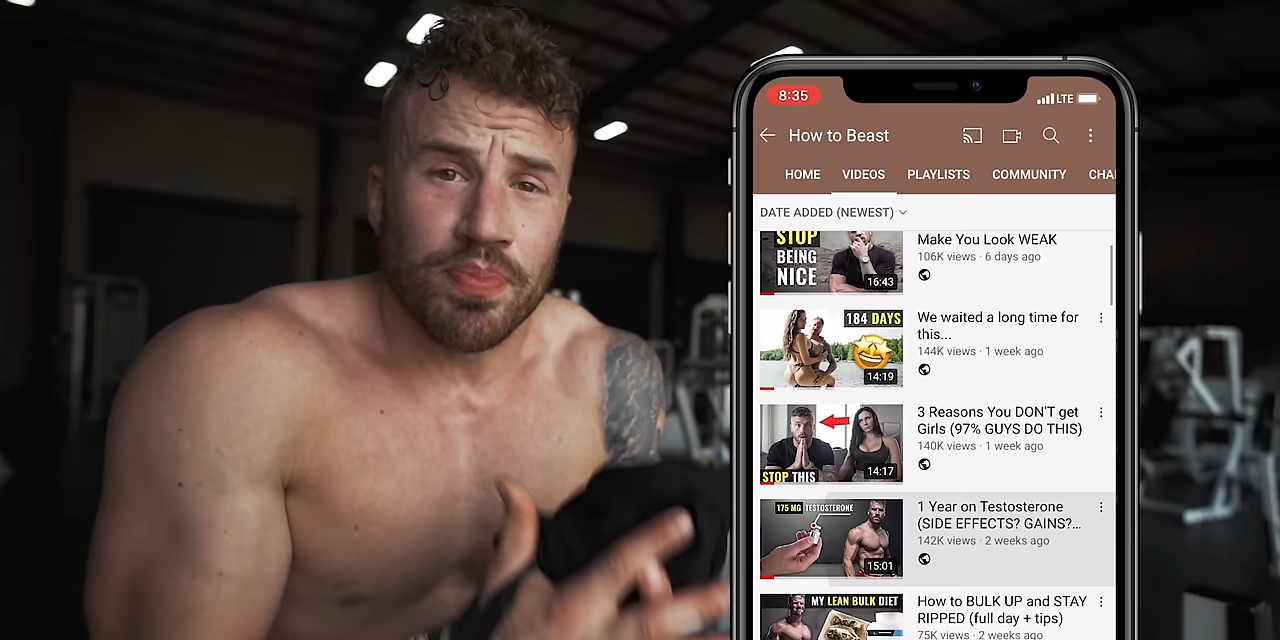 8:35
LTE
How to Beast
HOME VIDEOS PLAYLISTS COMMUNITY CHA
DATE ADDED (NEWEST)
STOP
BEING
NICE
16:43
Make You Look WEAK
106K views · 6 days ago
184 DAYS
14:19
We waited a long time for
this...
144K views · 1 week ago
STOP THIS
14:17
3 Reasons You DON'T get
Girls (97% GUYS DO THIS)
140K views · 1 week ago
175 MG TESTOSTERONE
15:01
1 Year on Testosterone
(SIDE EFFECTS? GAINS?...
142K views · 2 weeks ago
MY LEAN BULK DIET
How to BULK UP and STAY
RIPPED (full day + tips)
75K views · 2 weeks ago